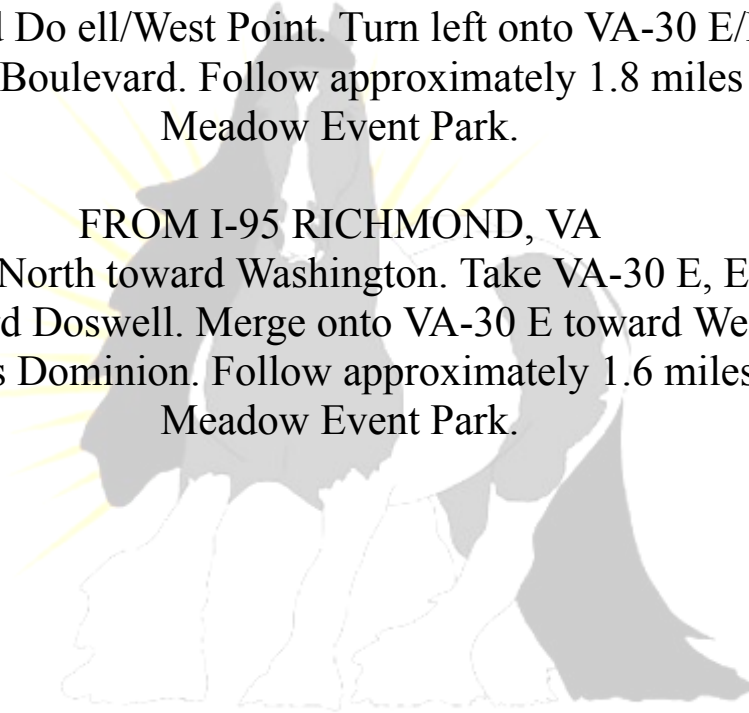 Do ell/West Point. Turn left onto VA-30 E/
Boulevard. Follow approximately 1.8 miles
Meadow Event Park.
FROM I-95 RICHMOND, VA
North toward Washington. Take VA-30 E,
Doswell. Merge onto VA-30 E toward
Dominion. Follow approximately 1.6 miles
Meadow Event Park.